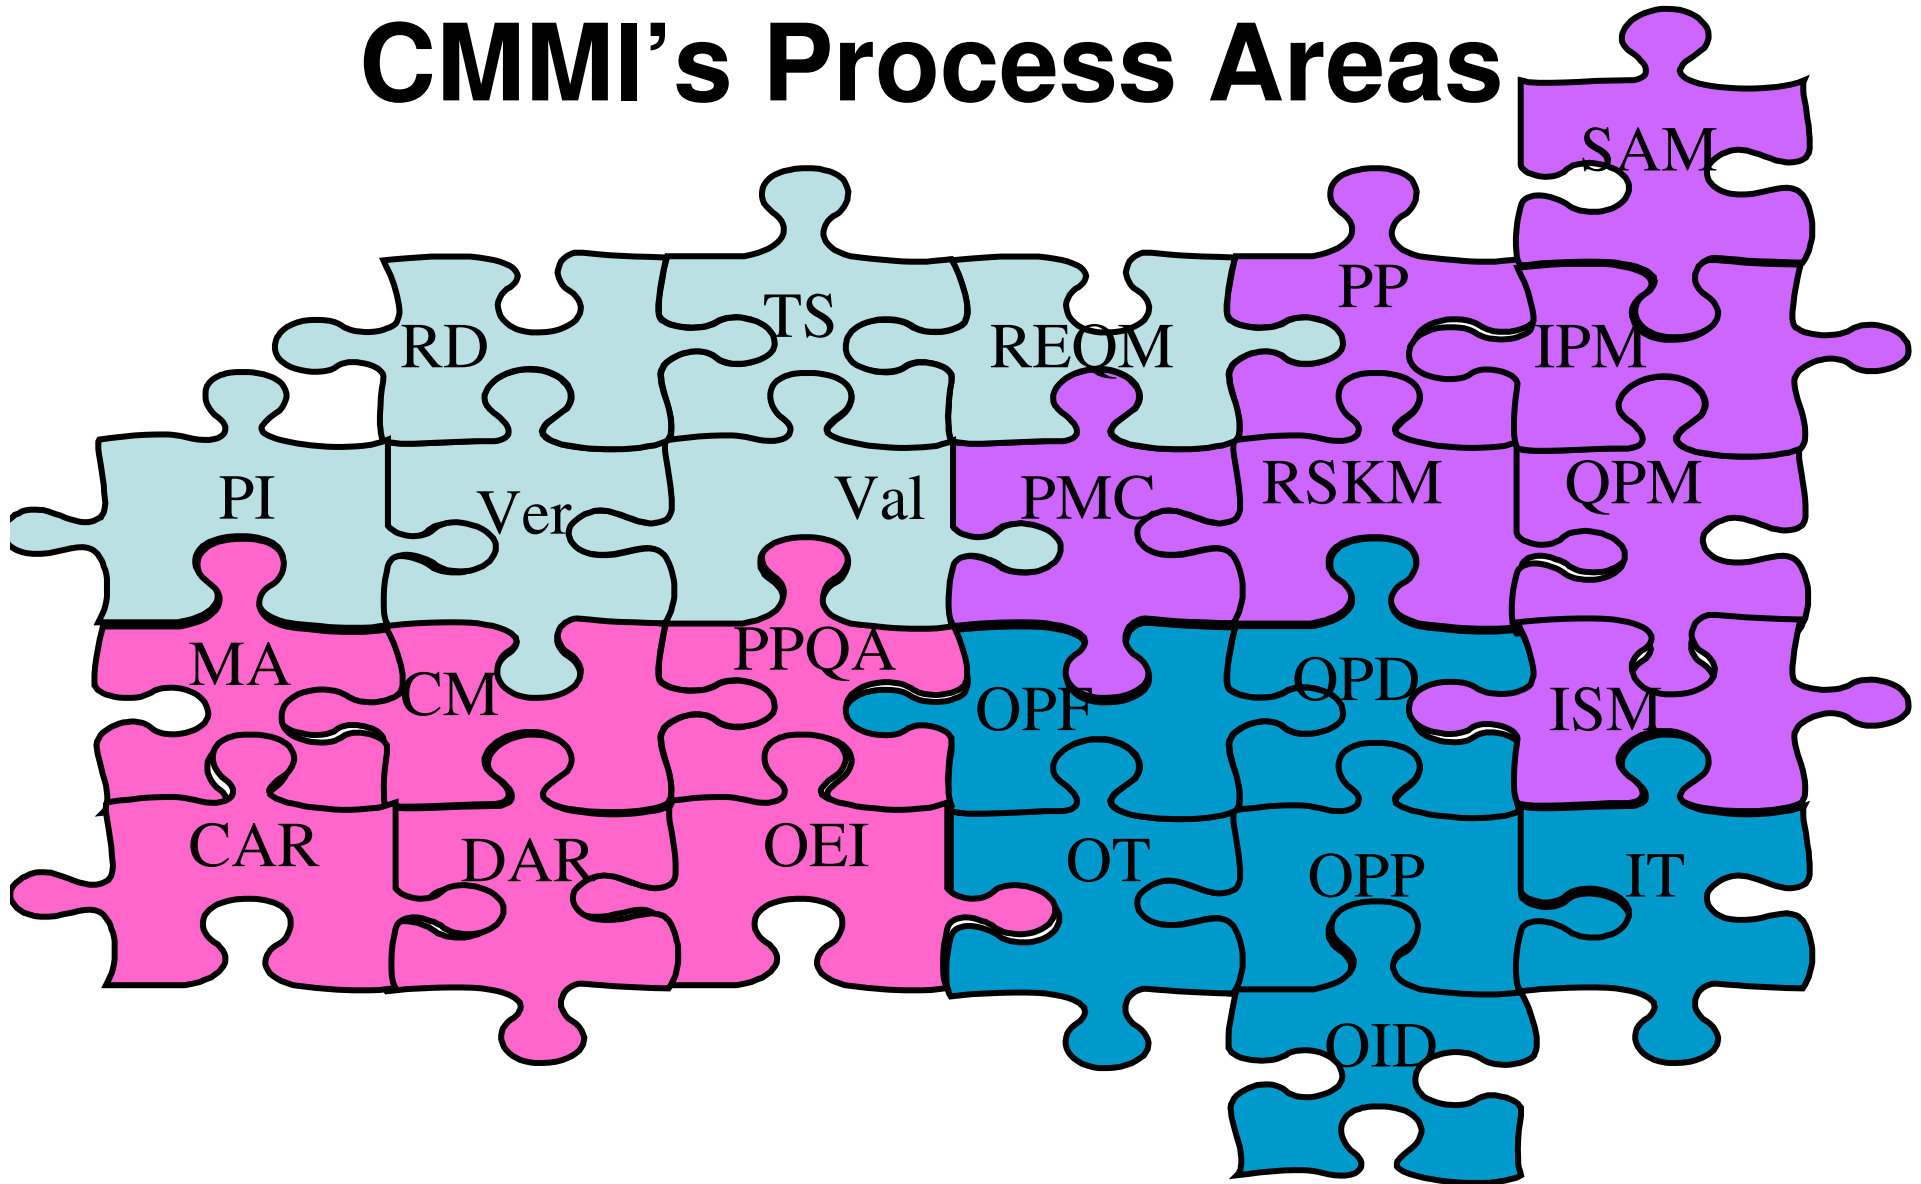 CMMI’s Process Areas
SAM
PP
TS
RD
REQM
IPM
PI
Ver
Val
PMC
RSKM
QPM
MA
CM
PPQA
OPF
OPD
ISM
CAR
DAR
OEI
OT
OPP
IT
OID